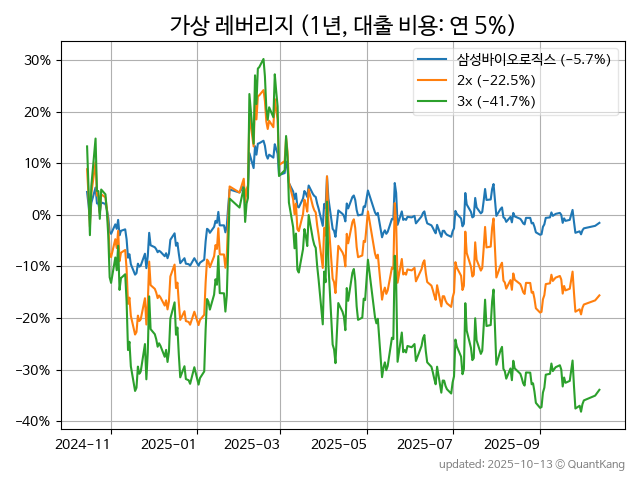 가상 레버리지 (1년, 대출 비용: 연 5%)
삼성바이오로직스 (−5.7%)
2x (−22.5%)
3x (−41.7%)
30%
20%
10%
0%
−10%
−20%
−30%
−40%
2024-11 2025-01 2025-03 2025-05 2025-07 2025-09
updated: 2025-10-13 © QuantKang